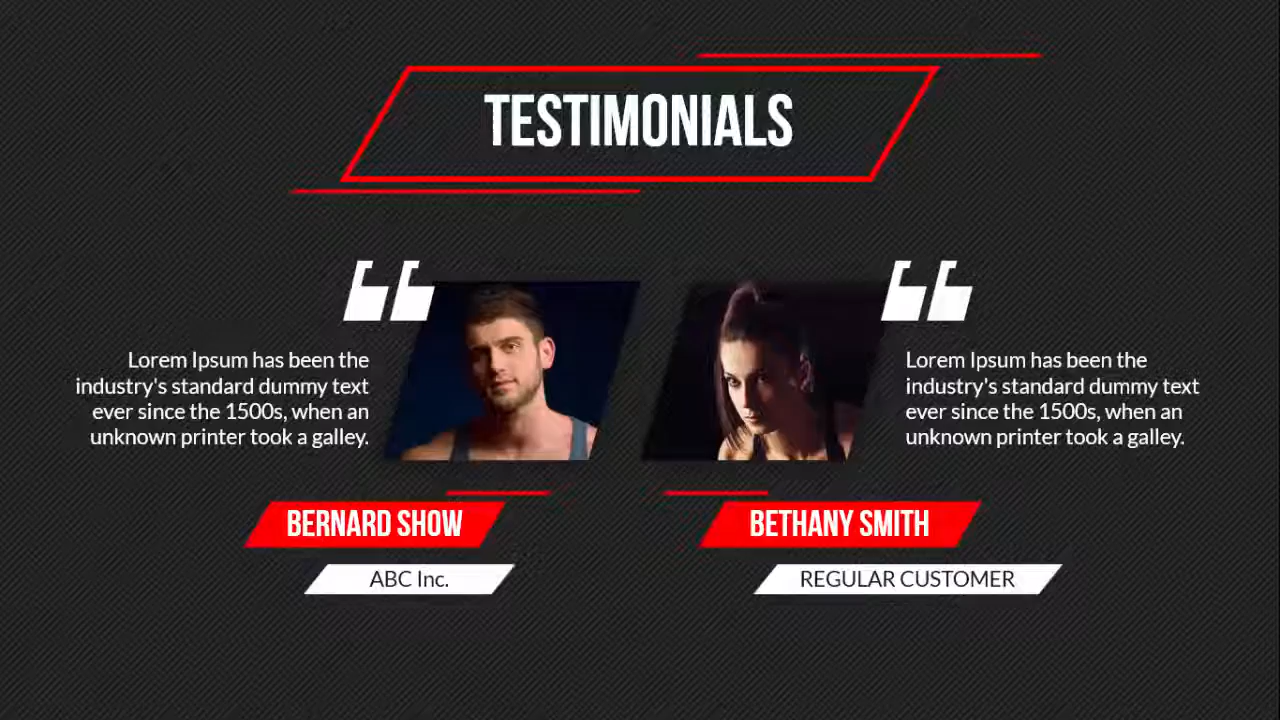 TESTIMONIALS
Lorem Ipsum has been the
industry's standard dummy text
ever since the 1500s, when an
unknown printer took a galley.
BERNARD SHOW
ABC Inc.
Lorem Ipsum has been the
industry's standard dummy text
ever since the 1500s, when an
unknown printer took a galley.
BETHANY SMITH
REGULAR CUSTOMER